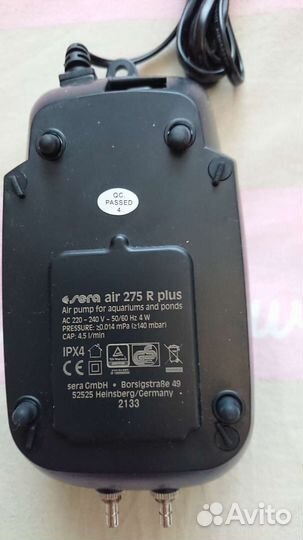 Q.C.
PASSED
4
sera air 275 R plus
Air pump for aquariums and ponds
AC 220 - 240 V - 50/60 Hz 4 W
PRESSURE: ≥0.014 mPa (≥140 mbar)
CAP: 4.5 l/min
IPX4
CE
sera GmbH • Borsigstraße 49
52525 Heinsberg/Germany
2133
Avito